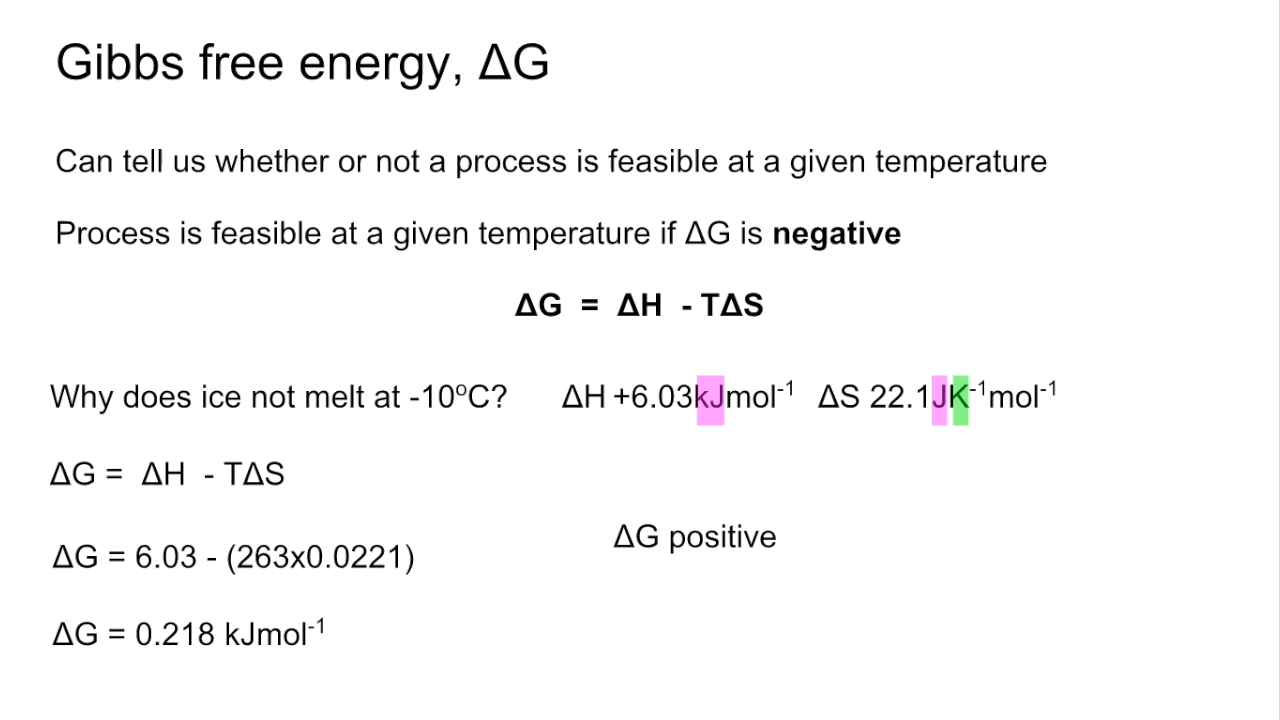 Gibbs free energy, ΔG
Can tell us whether or not a process is feasible at a given temperature
Process is feasible at a given temperature if ΔG is negative
ΔG = ΔH - TΔS
Why does ice not melt at -10⁰C? ΔH +6.03kJmol⁻¹ ΔS 22.1JK⁻¹mol⁻¹
ΔG = ΔH - TΔS
ΔG positive
ΔG = 6.03 - (263x0.0221)
ΔG = 0.218 kJmol⁻¹